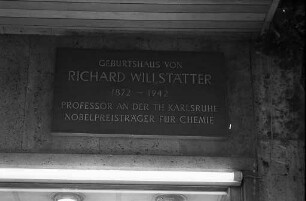 GEBURTSHAUS VON
RICHARD WILLSTÄTTER
1872 - 1942
PROFESSOR AN DER TH KARLSRUHE
NOBELPREISTRÄGER FÜR CHEMIE